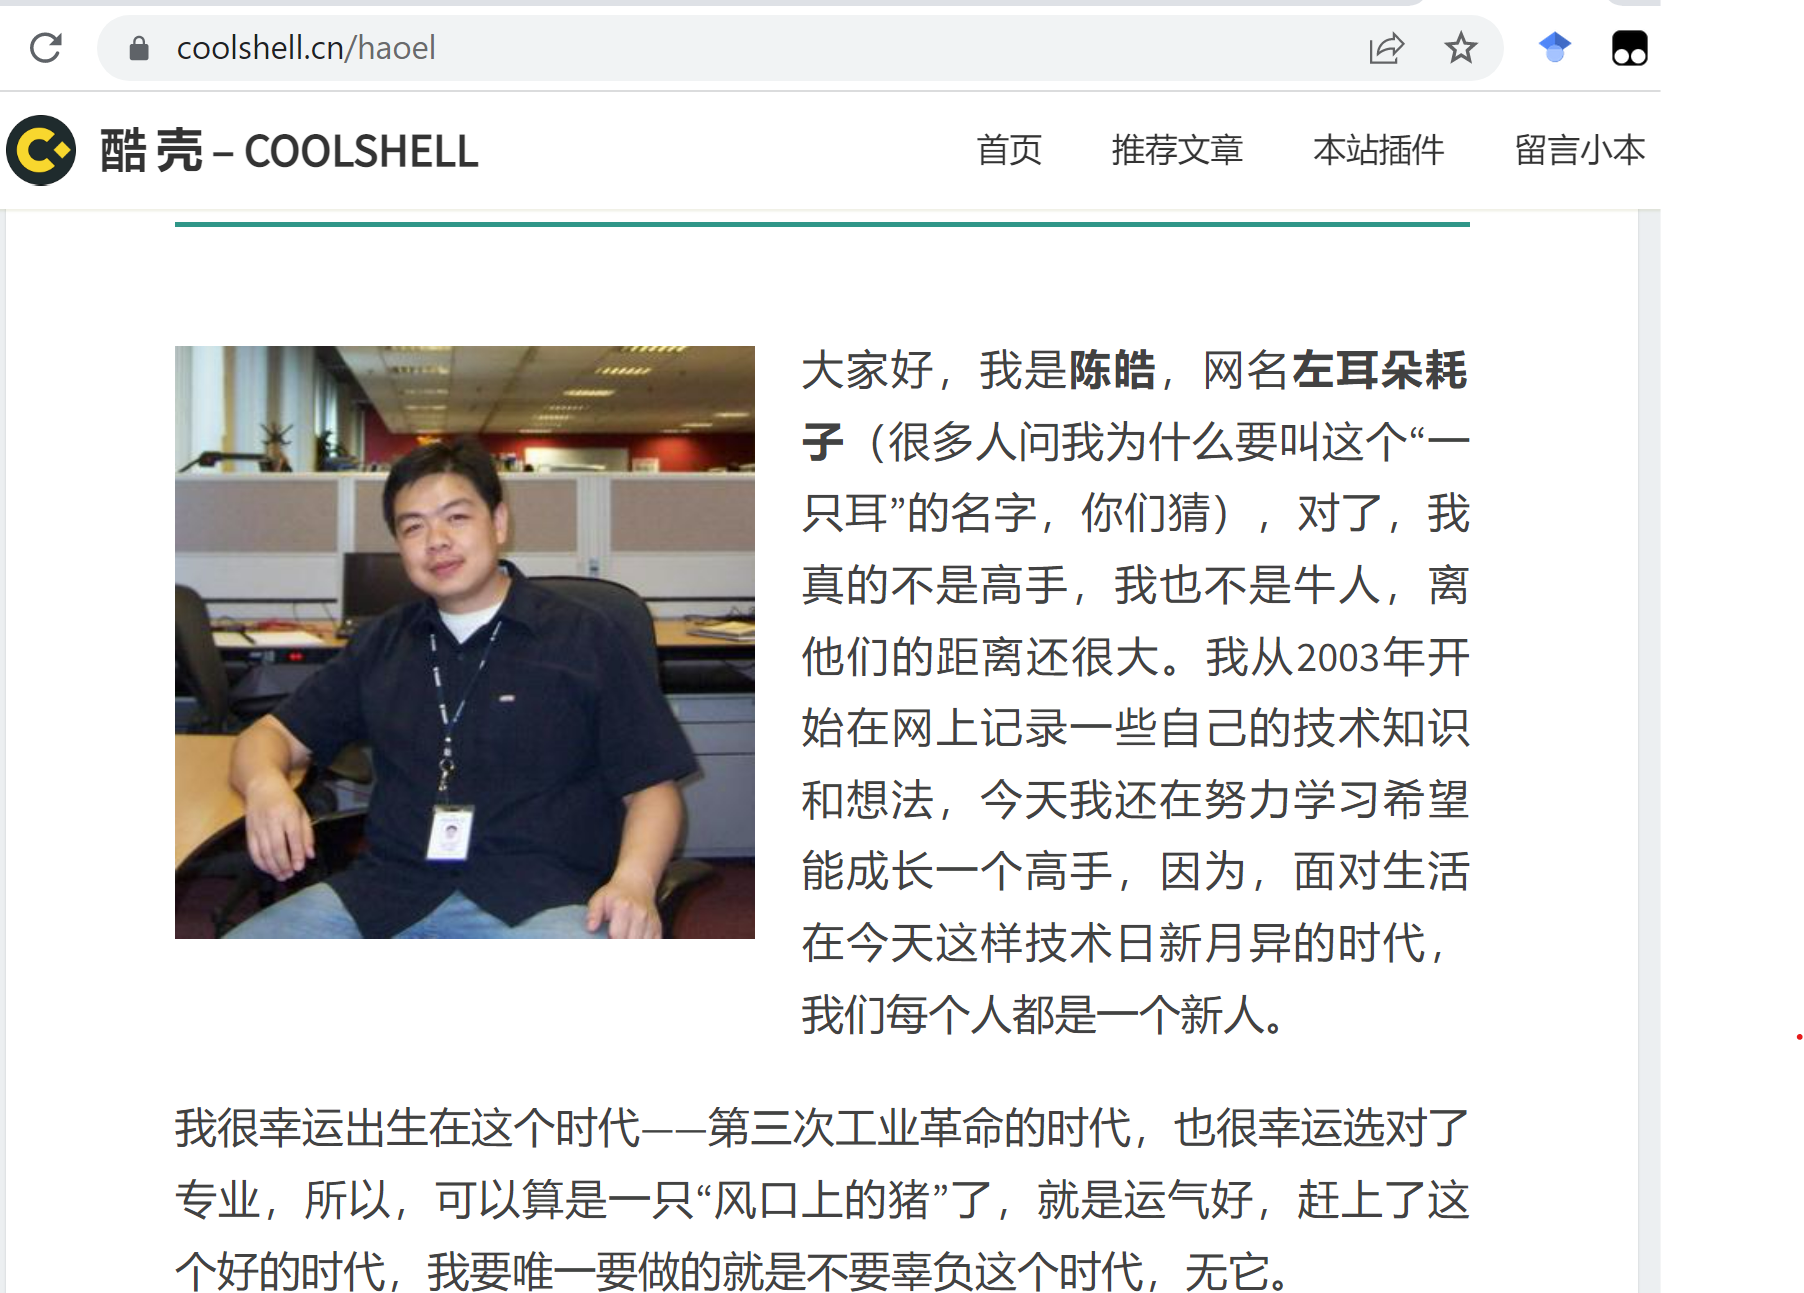 coolshell.cn/haoel
酷 壳 – COOLSHELL
首页 推荐文章 本站插件 留言小本
大家好，我是陈皓，网名左耳朵耗
子（很多人问我为什么要叫这个“一
只耳”的名字，你们猜），对了，我
真的不是高手，我也不是牛人，离
他们的距离还很大。我从2003年开
始在网上记录一些自己的技术知识
和想法，今天我还在努力学习希望
能成长一个高手，因为，面对生活
在今天这样技术日新月异的时代，
我们每个人都是一个新人。
我很幸运出生在这个时代——第三次工业革命的时代，也很幸运选对了
专业，所以，可以算是一只“风口上的猪”了，就是运气好，赶上了这
个好的时代，我要唯一要做的就是不要辜负这个时代，无它。